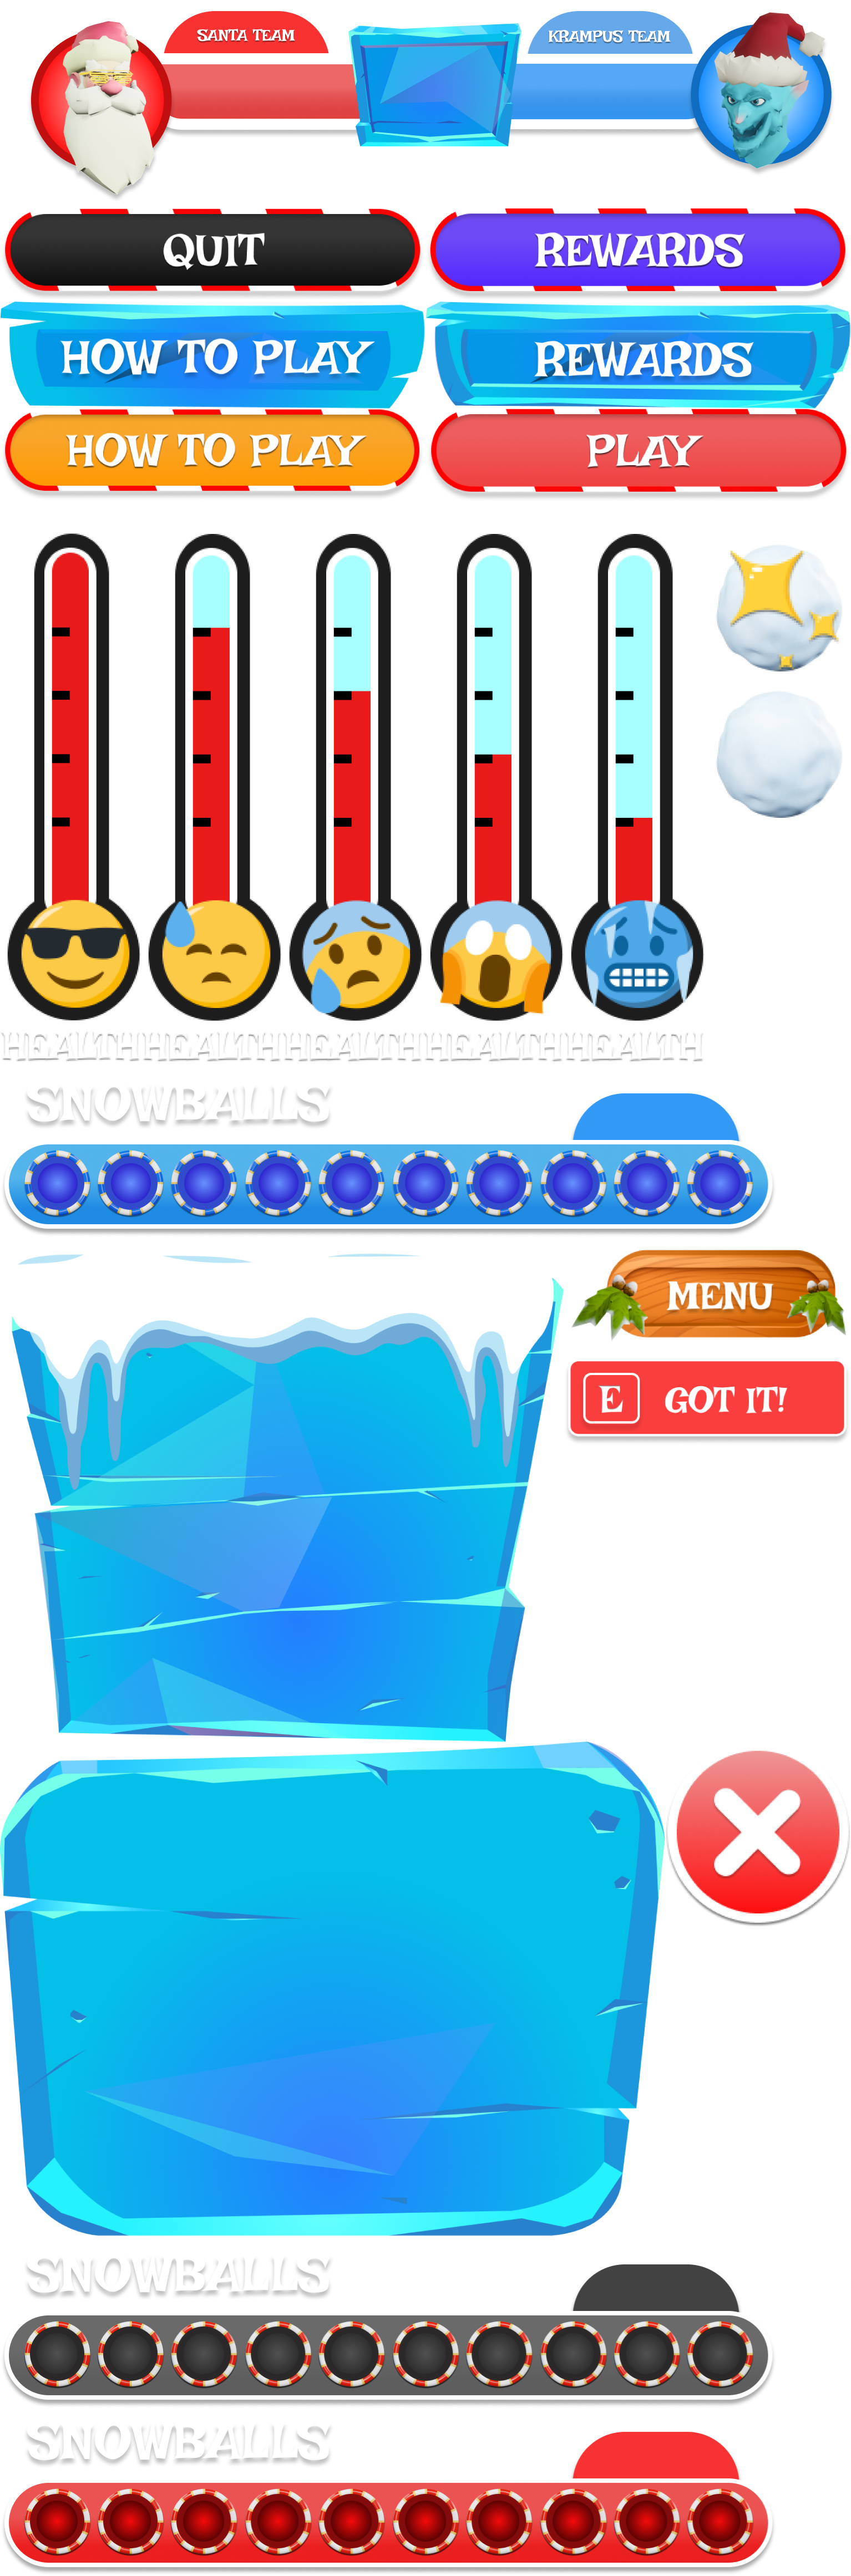 SANTA TEAM
KRAMPUS TEAM
QUIT
REWARDS
HOW TO PLAY
REWARDS
HOW TO PLAY
PLAY
HEALTH HEALTH HEALTH HEALTH HEALTH
SNOWBALLS
MENU
E GOT IT!
SNOWBALLS
SNOWBALLS